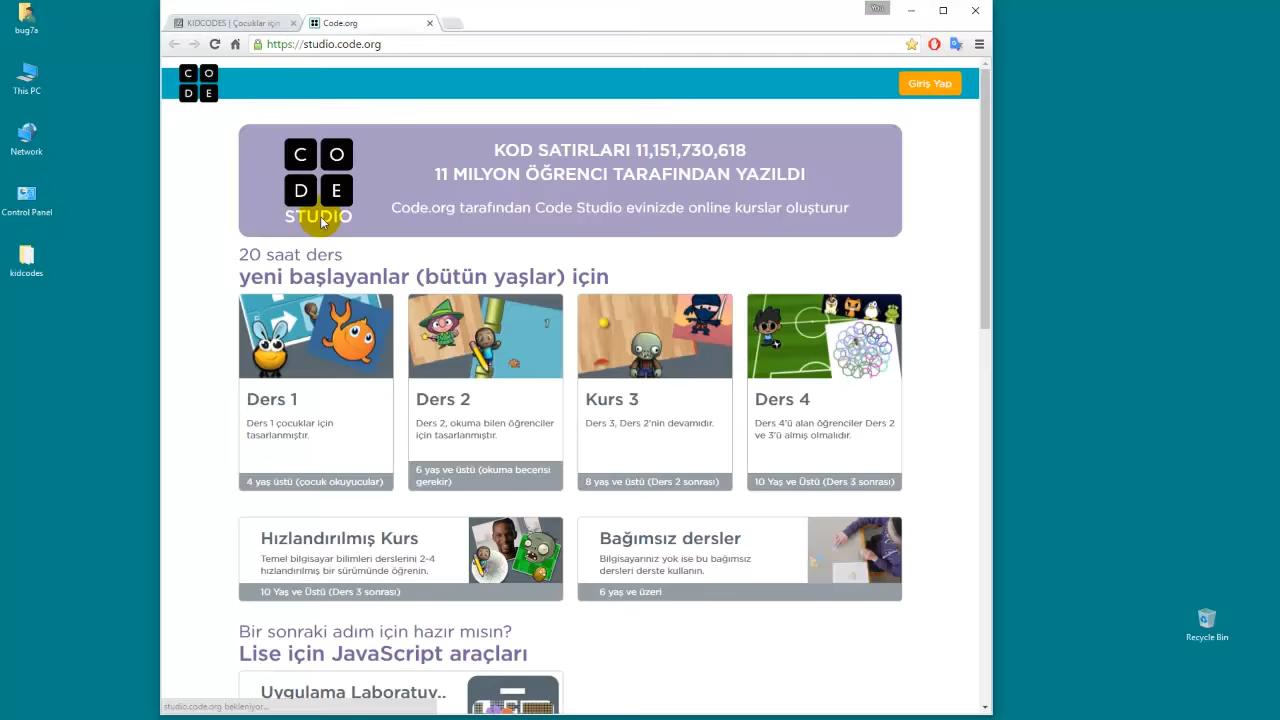 bug7a
This PC
Network
Control Panel
kidcodes
Recycle Bin
You
KIDCODES | Çocuklar için
Code.org
https://studio.code.org
C O
D E
Giriş Yap
C O
D E
STUDIO
KOD SATIRLARI 11,151,730,618
11 MILYON ÖĞRENCI TARAFINDAN YAZILDI
Code.org tarafından Code Studio evinizde online kurslar oluşturur
20 saat ders
yeni başlayanlar (bütün yaşlar) için
Ders 1
Ders 1 çocuklar için
tasarlanmıştır.
4 yaş üstü (çocuk okuyucular)
Ders 2
Ders 2, okuma bilen öğrenciler
için tasarlanmıştır.
6 yaş ve üstü (okuma becerisi
gerekir)
Kurs 3
Ders 3, Ders 2'nin devamıdır.
8 yaş ve üstü (Ders 2 sonrası)
Ders 4
Ders 4'ü alan öğrenciler Ders 2
ve 3'ü almış olmalıdır.
10 Yaş ve Üstü (Ders 3 sonrası)
Hızlandırılmış Kurs
Temel bilgisayar bilimleri derslerini 2-4
hızlandırılmış bir sürümünde öğrenin.
10 Yaş ve Üstü (Ders 3 sonrası)
Bağımsız dersler
Bilgisayarınız yok ise bu bağımsız
dersleri derste kullanın.
6 yaş ve üzeri
Bir sonraki adım için hazır mısın?
Lise için JavaScript araçları
Uygulama Laboratuv..
studio.code.org bekleniyor...